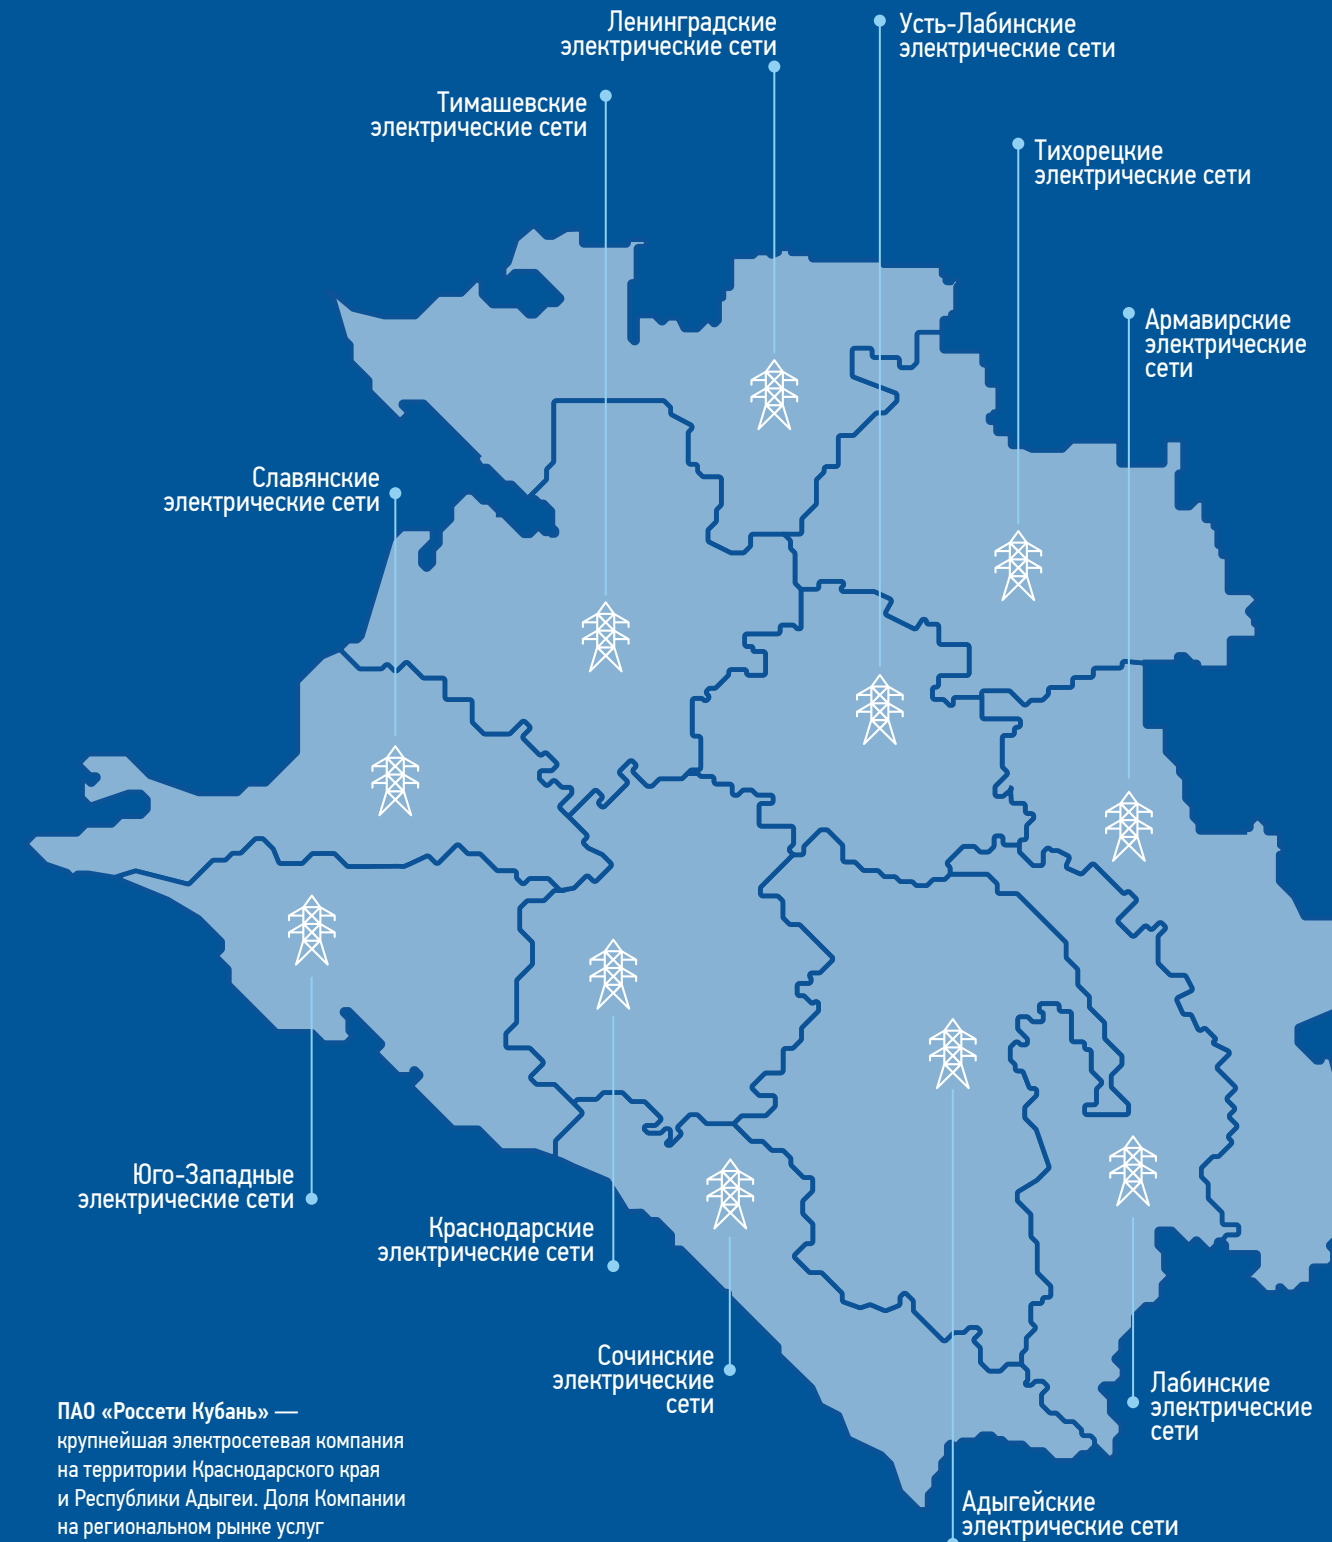 Ленинградские
электрические сети
Усть-Лабинские
электрические сети
Тимашевские
электрические сети
Тихорецкие
электрические сети
Армавирские
электрические
сети
Славянские
электрические сети
Юго-Западные
электрические сети
Краснодарские
электрические сети
Сочинские
электрические
сети
Лабинские
электрические
сети
Адыгейские
электрические сети
ПАО «Россети Кубань» —
крупнейшая электросетевая компания
на территории Краснодарского края
и Республики Адыгеи. Доля Компании
на региональном рынке услуг